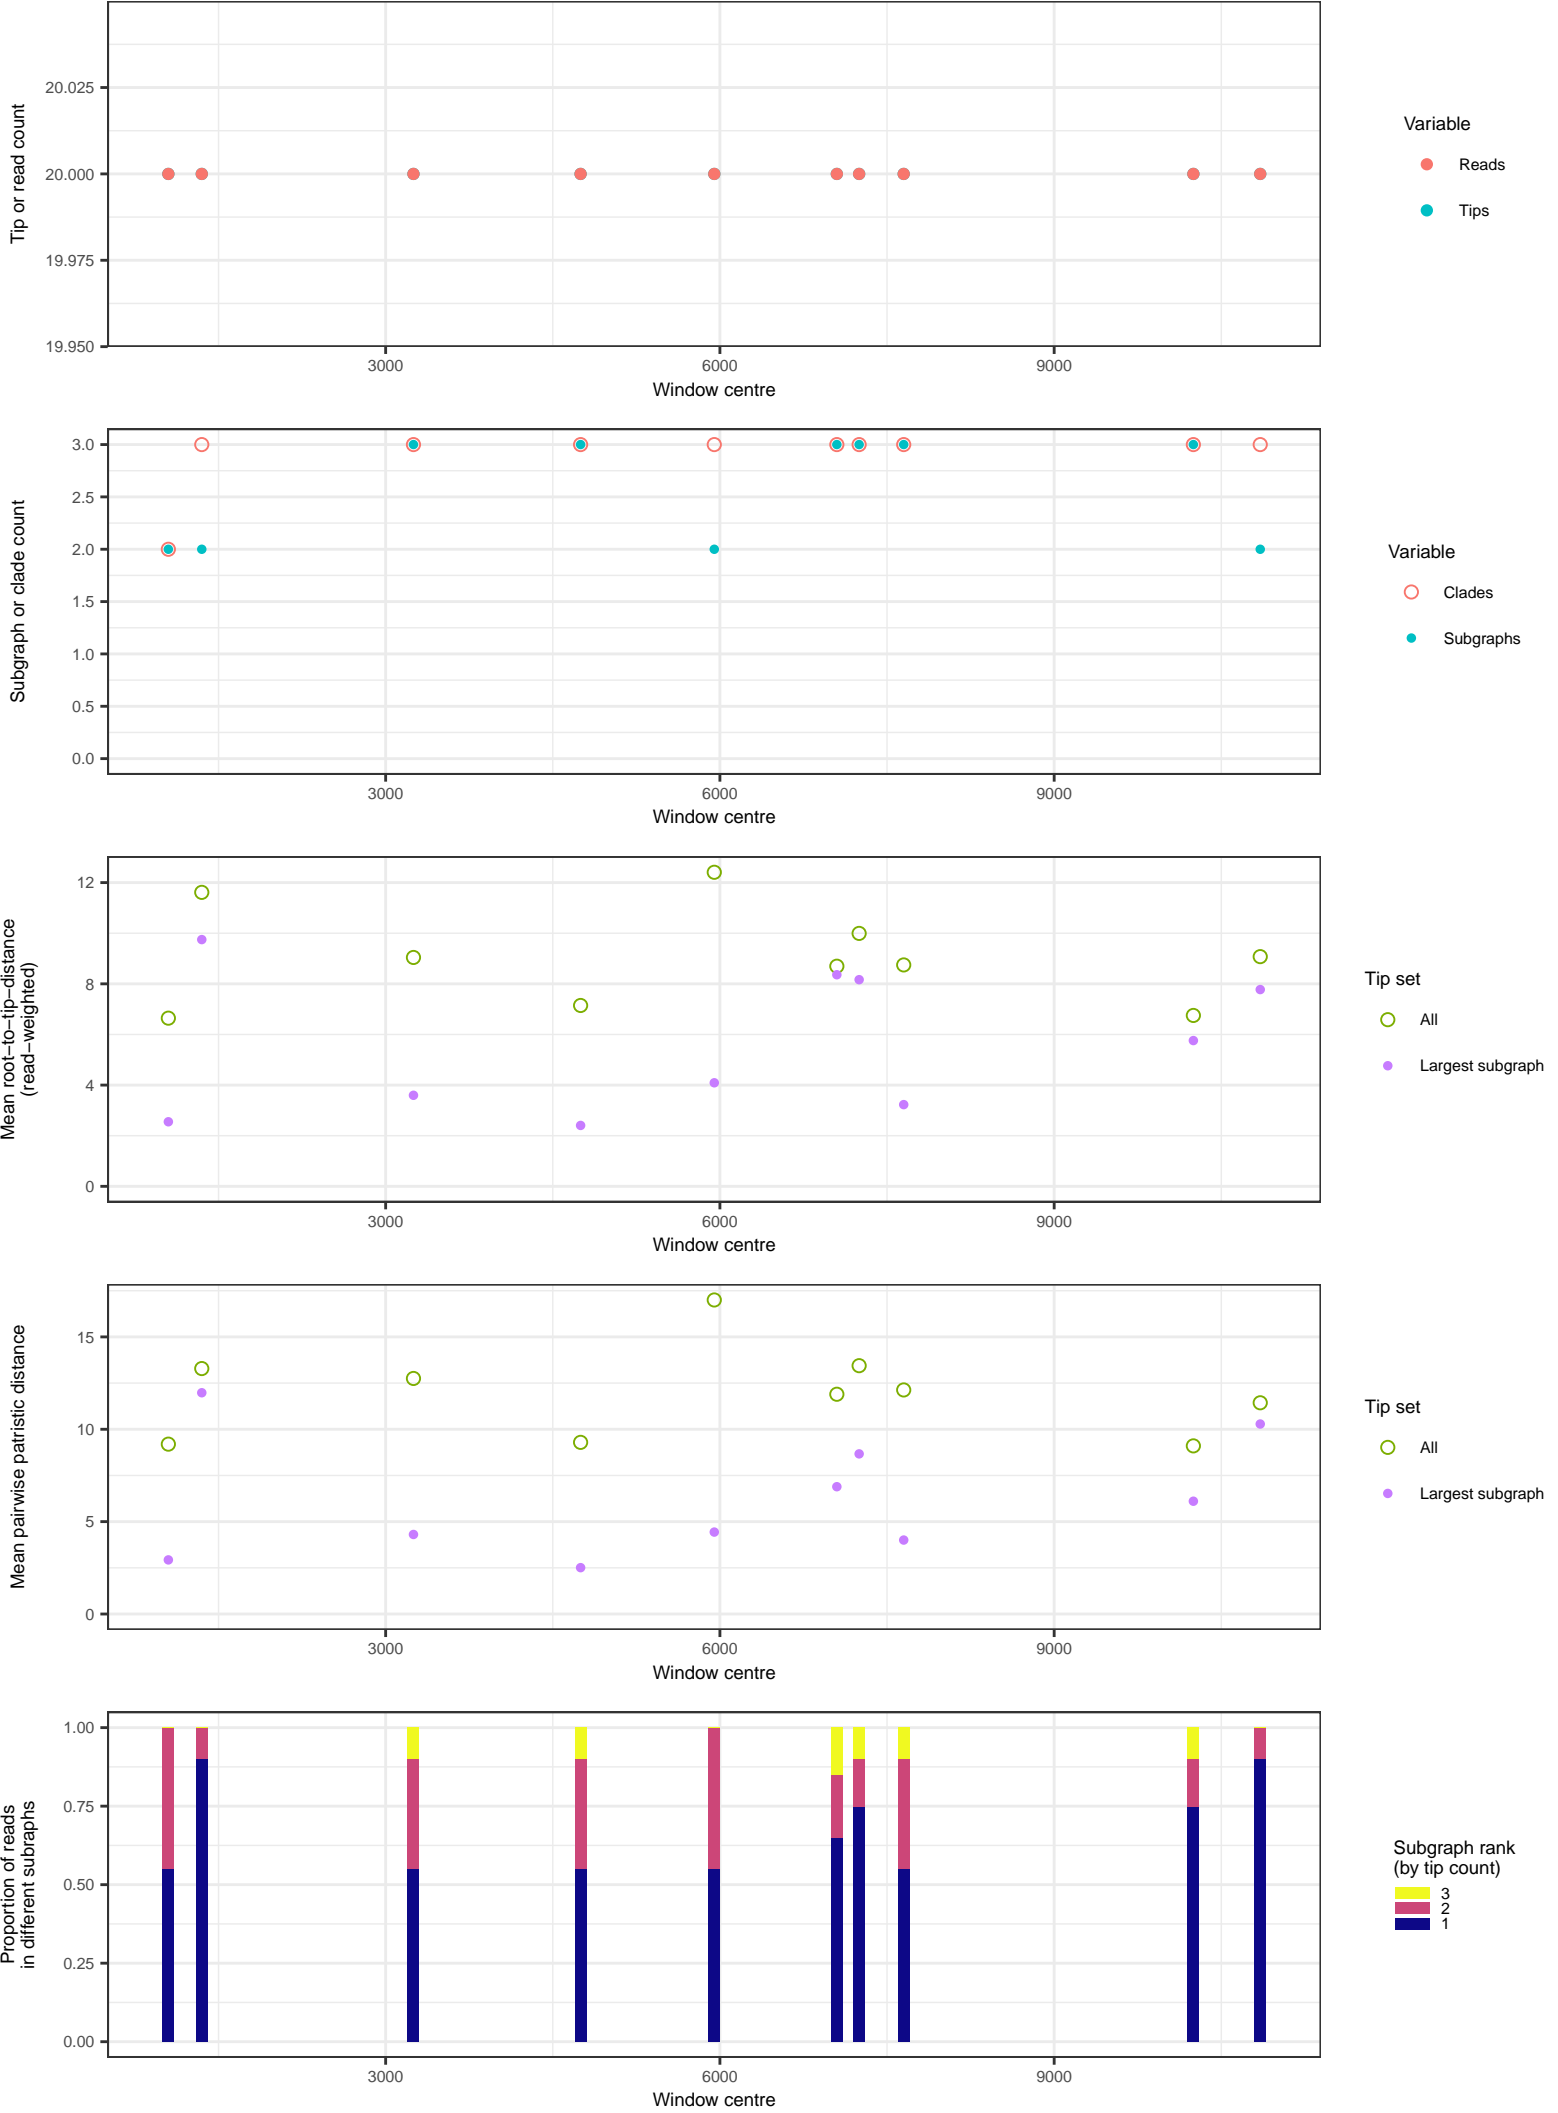 Tip or read count
20.025
20.000
19.975
19.950
3000
6000
9000
Window centre
Variable
Reads
Tips
Subgraph or clade count
3.0
2.5
2.0
1.5
1.0
0.5
0.0
3000
6000
9000
Window centre
Variable
Clades
Subgraphs
Mean root−to−tip−distance
(read−weighted)
12
8
4
0
3000
6000
9000
Window centre
Tip set
All
Largest subgraph
Mean pairwise patristic distance
15
10
5
0
3000
6000
9000
Window centre
Tip set
All
Largest subgraph
Proportion of reads
in different subraphs
1.00
0.75
0.50
0.25
0.00
3000
6000
9000
Window centre
Subgraph rank
(by tip count)
3
2
1